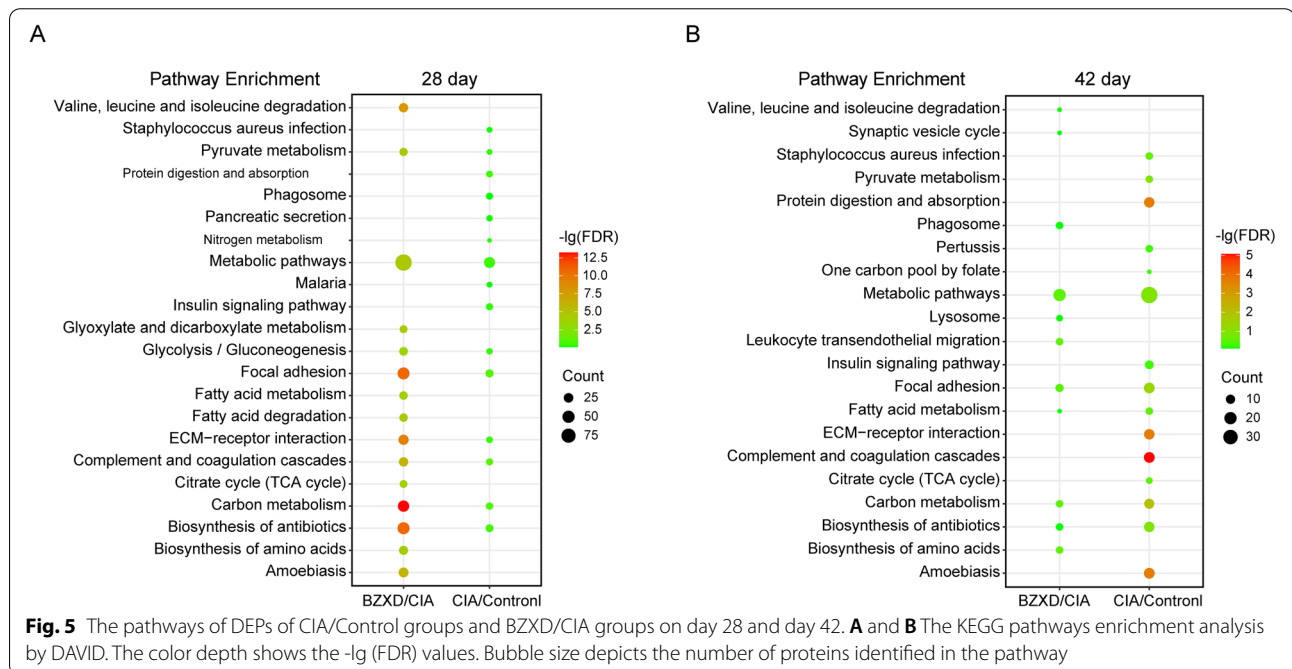 A
Pathway Enrichment 28 day
Valine, leucine and isoleucine degradation
Staphylococcus aureus infection
Pyruvate metabolism
Protein digestion and absorption
Phagosome
Pancreatic secretion
Nitrogen metabolism
Metabolic pathways
Malaria
Insulin signaling pathway
Glyoxylate and dicarboxylate metabolism
Glycolysis / Gluconeogenesis
Focal adhesion
Fatty acid metabolism
Fatty acid degradation
ECM−receptor interaction
Complement and coagulation cascades
Citrate cycle (TCA cycle)
Carbon metabolism
Biosynthesis of antibiotics
Biosynthesis of amino acids
Amoebiasis
BZXD/CIA CIA/Contronl
-lg(FDR)
12.5
10.0
7.5
5.0
2.5
Count
25
50
75
B
Pathway Enrichment 42 day
Valine, leucine and isoleucine degradation
Synaptic vesicle cycle
Staphylococcus aureus infection
Pyruvate metabolism
Protein digestion and absorption
Phagosome
Pertussis
One carbon pool by folate
Metabolic pathways
Lysosome
Leukocyte transendothelial migration
Insulin signaling pathway
Focal adhesion
Fatty acid metabolism
ECM−receptor interaction
Complement and coagulation cascades
Citrate cycle (TCA cycle)
Carbon metabolism
Biosynthesis of antibiotics
Biosynthesis of amino acids
Amoebiasis
BZXD/CIA CIA/Contronl
-lg(FDR)
5
4
3
2
1
Count
10
20
30
Fig. 5 The pathways of DEPs of CIA/Control groups and BZXD/CIA groups on day 28 and day 42. A and B The KEGG pathways enrichment analysis
by DAVID. The color depth shows the -lg (FDR) values. Bubble size depicts the number of proteins identified in the pathway